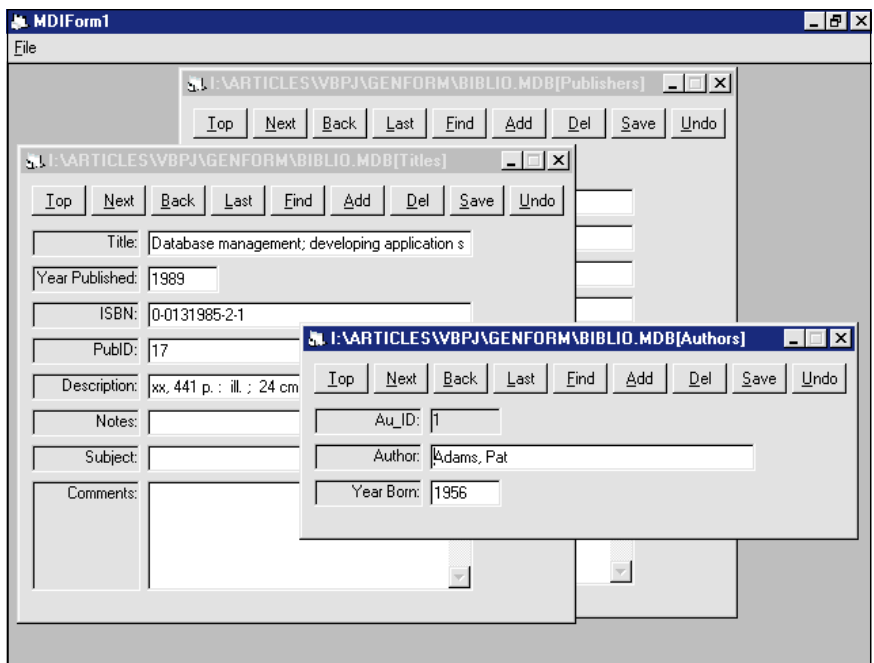 MDIForm1
File
I:\ARTICLES\VBPJ\GENFORM\BIBLIO.MDB[Publishers]
Top Next Back Last Find Add Del Save Undo
I:\ARTICLES\VBPJ\GENFORM\BIBLIO.MDB[Titles]
Top Next Back Last Find Add Del Save Undo
Title: Database management; developing application s
Year Published: 1989
ISBN: 0-0131985-2-1
PubID: 17
Description: xx, 441 p. : ill. ; 24 cm
Notes:
Subject:
Comments:
I:\ARTICLES\VBPJ\GENFORM\BIBLIO.MDB[Authors]
Top Next Back Last Find Add Del Save Undo
Au_ID: 1
Author: Adams, Pat
Year Born: 1956